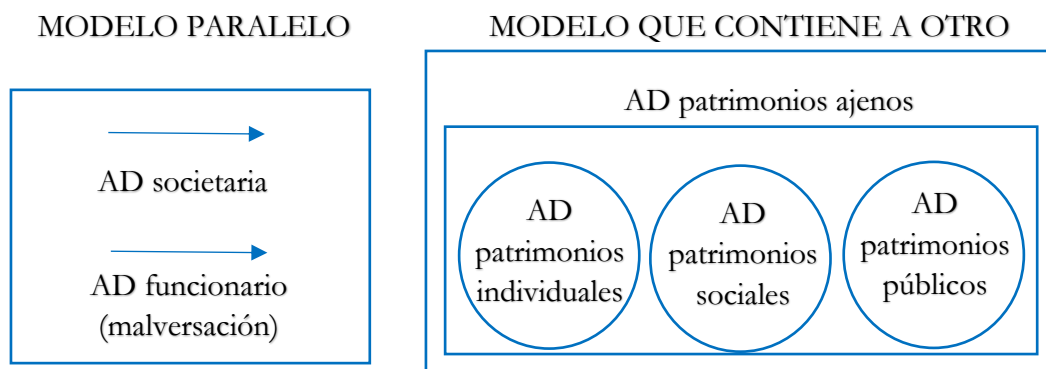 MODELO PARALELO
AD societaria
AD funcionario
(malversación)
MODELO QUE CONTIENE A OTRO
AD patrimonios ajenos
AD
patrimonios
individuales
AD
patrimonios
sociales
AD
patrimonios
públicos